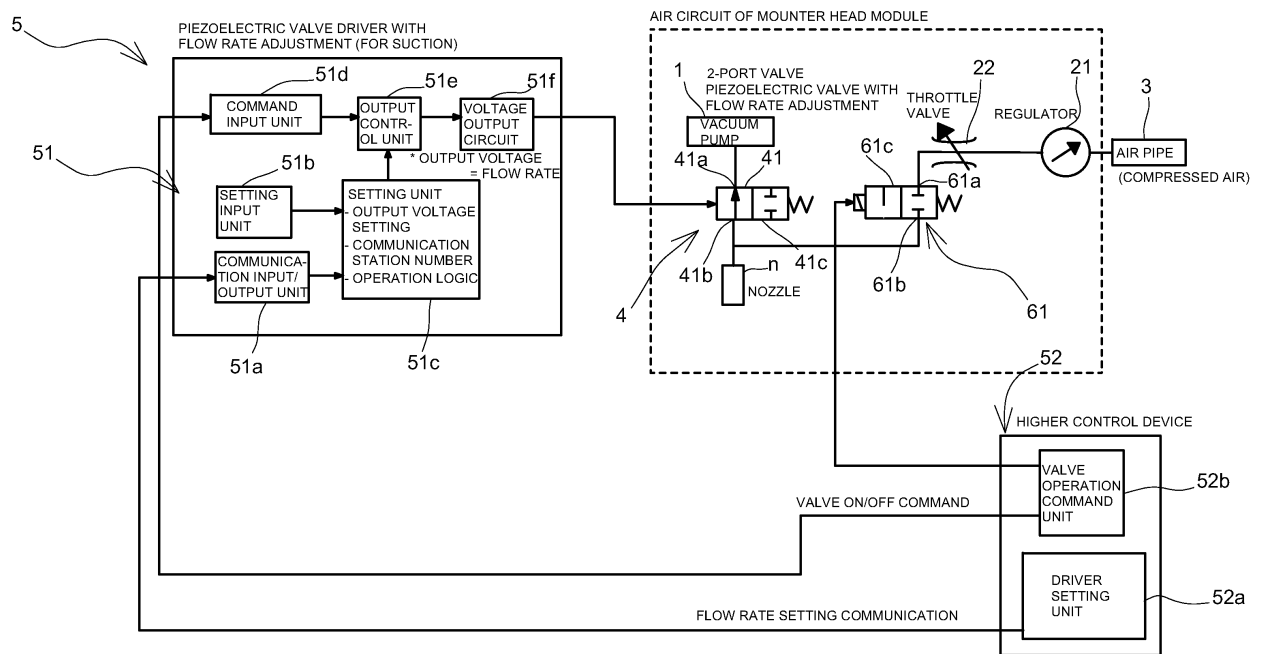 5
PIEZOELECTRIC VALVE DRIVER WITH
FLOW RATE ADJUSTMENT (FOR SUCTION)
51d
51e
51f
COMMAND
INPUT UNIT
OUTPUT
CONTR-
OL UNIT
VOLTAGE
OUTPUT
CIRCUIT
* OUTPUT VOLTAGE
= FLOW RATE
51
51b
SETTING
INPUT
UNIT
SETTING UNIT
- OUTPUT VOLTAGE
SETTING
- COMMUNICATION
STATION NUMBER
- OPERATION LOGIC
COMMUNICA-
TION INPUT/
OUTPUT UNIT
51a
51c
AIR CIRCUIT OF MOUNTER HEAD MODULE
1
2-PORT VALVE
PIEZOELECTRIC VALVE WITH
FLOW RATE ADJUSTMENT
VACUUM
PUMP
41a
41
41b
41c
4
n
NOZZLE
THROTTLE
VALVE
22
REGULATOR
21
3
AIR PIPE
(COMPRESSED AIR)
61c
61a
61b
61
52
HIGHER CONTROL DEVICE
VALVE
OPERATION
COMMAND
UNIT
52b
VALVE ON/OFF COMMAND
DRIVER
SETTING
UNIT
52a
FLOW RATE SETTING COMMUNICATION